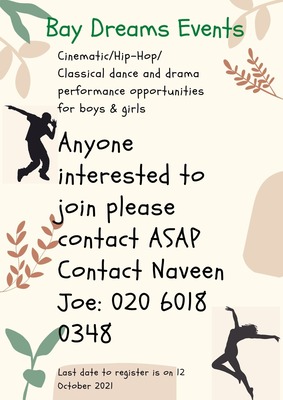 Bay Dreams Events
Cinematic/Hip-Hop/
Classical dance and drama
performance opportunities
for boys & girls
Anyone
interested to
join please
contact ASAP
Contact Naveen
Joe: 020 6018
0348
Last date to register is on 12
October 2021